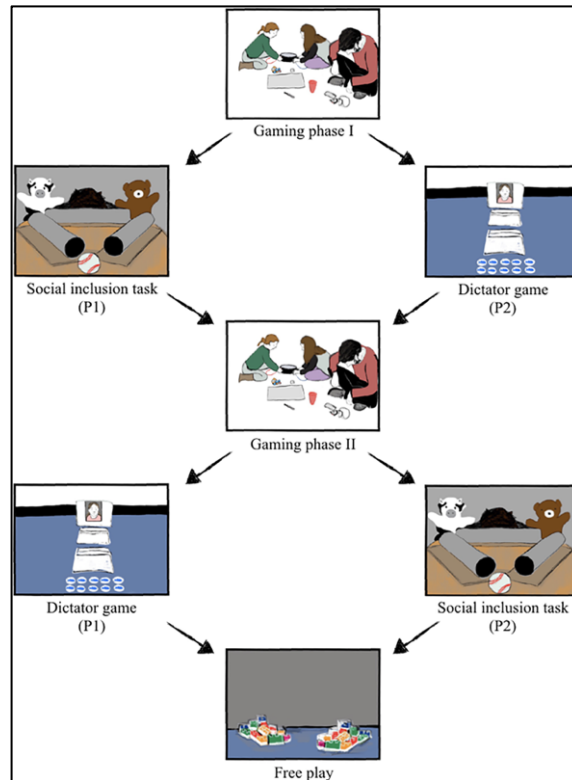 Gaming phase I
Social inclusion task
(P1)
Dictator game
(P2)
Gaming phase II
Dictator game
(P1)
Social inclusion task
(P2)
Free play